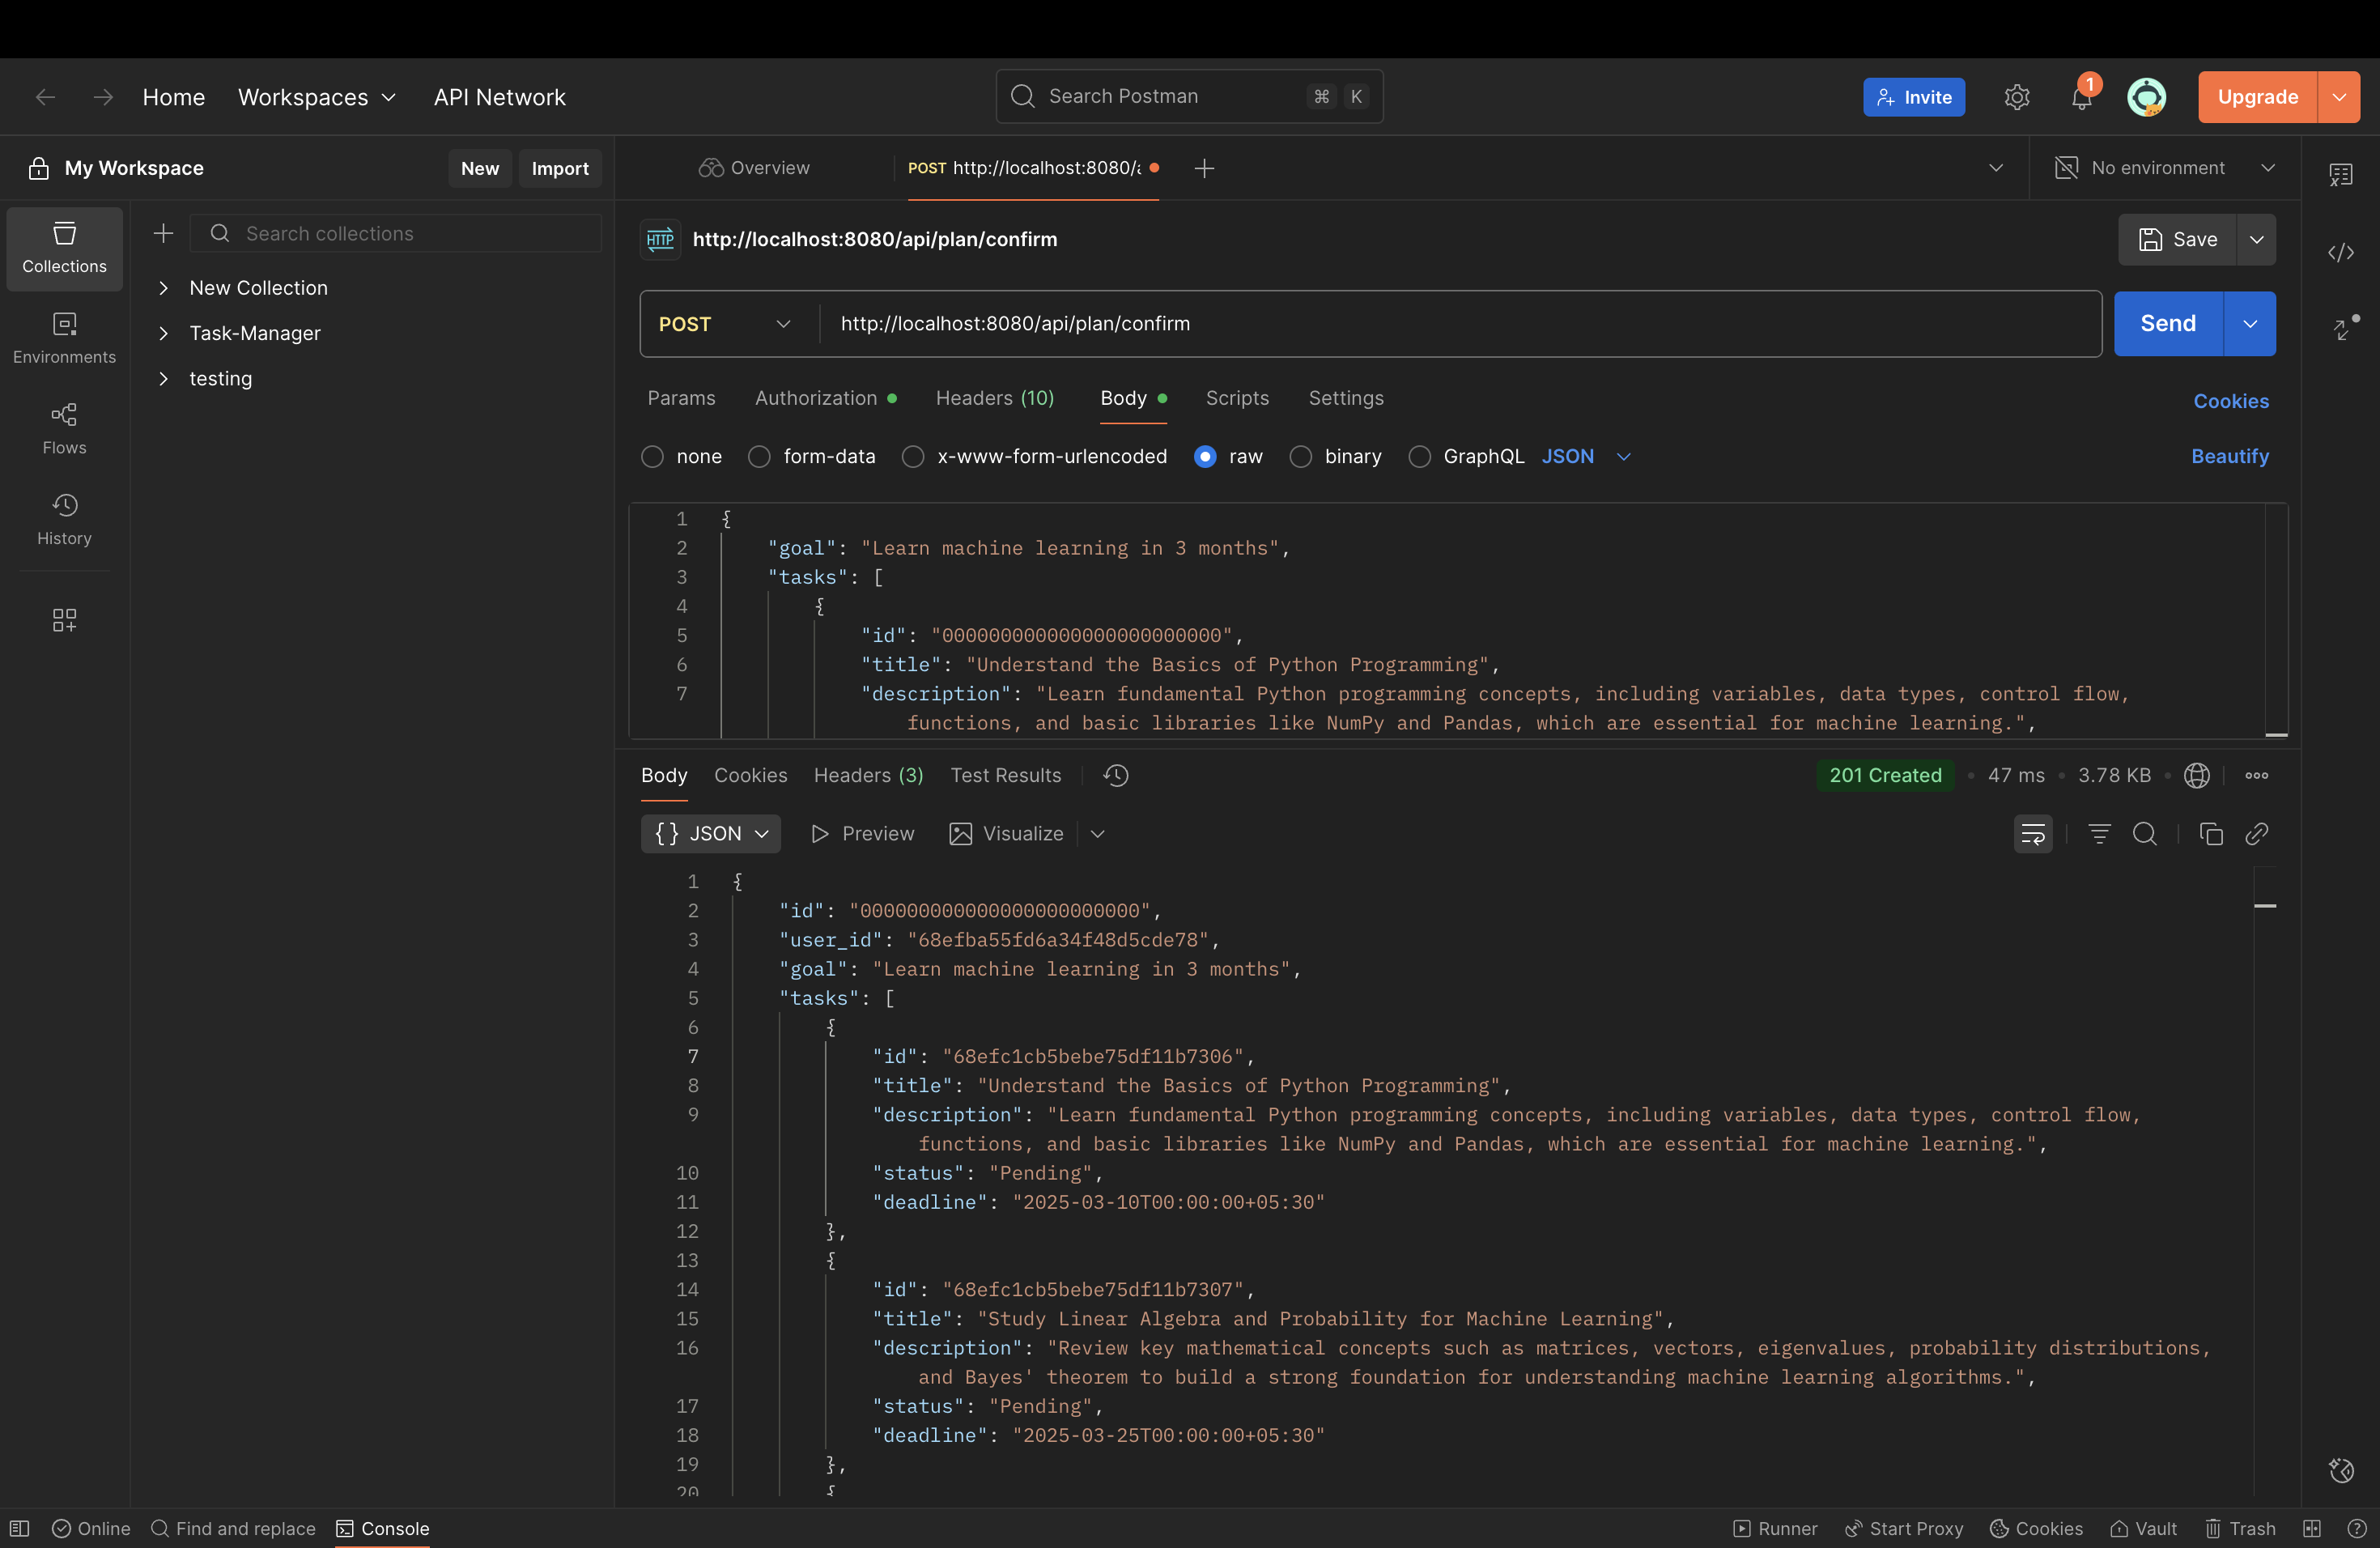 Home
Workspaces
API Network
Search Postman
⌘ K
Invite
1
Upgrade
My Workspace
New
Import
Overview
POST http://localhost:8080/a
No environment
Collections
Environments
Flows
History
Search collections
New Collection
Task-Manager
testing
HTTP
http://localhost:8080/api/plan/confirm
Save
POST
http://localhost:8080/api/plan/confirm
Send
Params
Authorization
Headers (10)
Body
Scripts
Settings
Cookies
none
form-data
x-www-form-urlencoded
raw
binary
GraphQL
JSON
Beautify
1 {
2 "goal": "Learn machine learning in 3 months",
3 "tasks": [
4 {
5 "id": "000000000000000000000000",
6 "title": "Understand the Basics of Python Programming",
7 "description": "Learn fundamental Python programming concepts, including variables, data types, control flow,
functions, and basic libraries like NumPy and Pandas, which are essential for machine learning.",
Body
Cookies
Headers (3)
Test Results
201 Created
47 ms
3.78 KB
{} JSON
Preview
Visualize
1 {
2 "id": "000000000000000000000000",
3 "user_id": "68efba55fd6a34f48d5cde78",
4 "goal": "Learn machine learning in 3 months",
5 "tasks": [
6 {
7 "id": "68efc1cb5bebe75df11b7306",
8 "title": "Understand the Basics of Python Programming",
9 "description": "Learn fundamental Python programming concepts, including variables, data types, control flow,
functions, and basic libraries like NumPy and Pandas, which are essential for machine learning.",
10 "status": "Pending",
11 "deadline": "2025-03-10T00:00:00+05:30"
12 },
13 {
14 "id": "68efc1cb5bebe75df11b7307",
15 "title": "Study Linear Algebra and Probability for Machine Learning",
16 "description": "Review key mathematical concepts such as matrices, vectors, eigenvalues, probability distributions,
and Bayes' theorem to build a strong foundation for understanding machine learning algorithms.",
17 "status": "Pending",
18 "deadline": "2025-03-25T00:00:00+05:30"
19 },
20 {
Online
Find and replace
Console
Runner
Start Proxy
Cookies
Vault
Trash